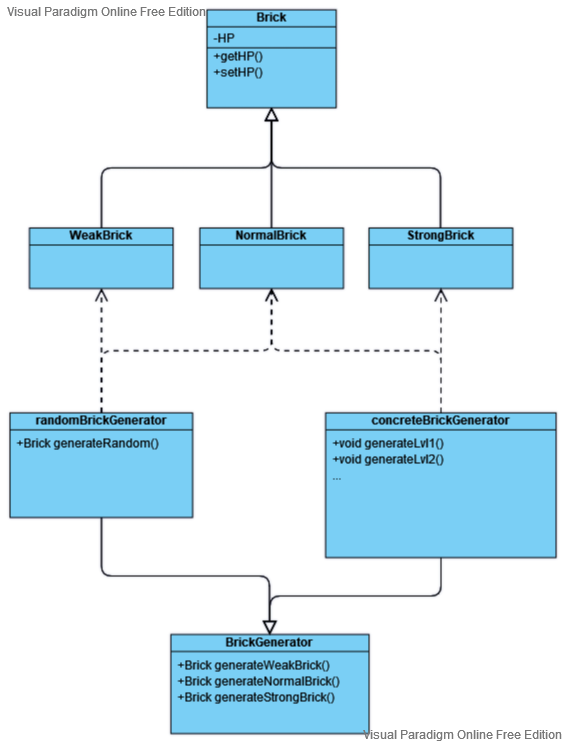 Visual Paradigm Online Free Edition
Brick
-HP
+getHP()
+setHP()
WeakBrick
NormalBrick
StrongBrick
randomBrickGenerator
+Brick generateRandom()
concreteBrickGenerator
+void generateLvl1()
+void generateLvl2()
...
BrickGenerator
+Brick generateWeakBrick()
+Brick generateNormalBrick()
+Brick generateStrongBrick()
Visual Paradigm Online Free Edition